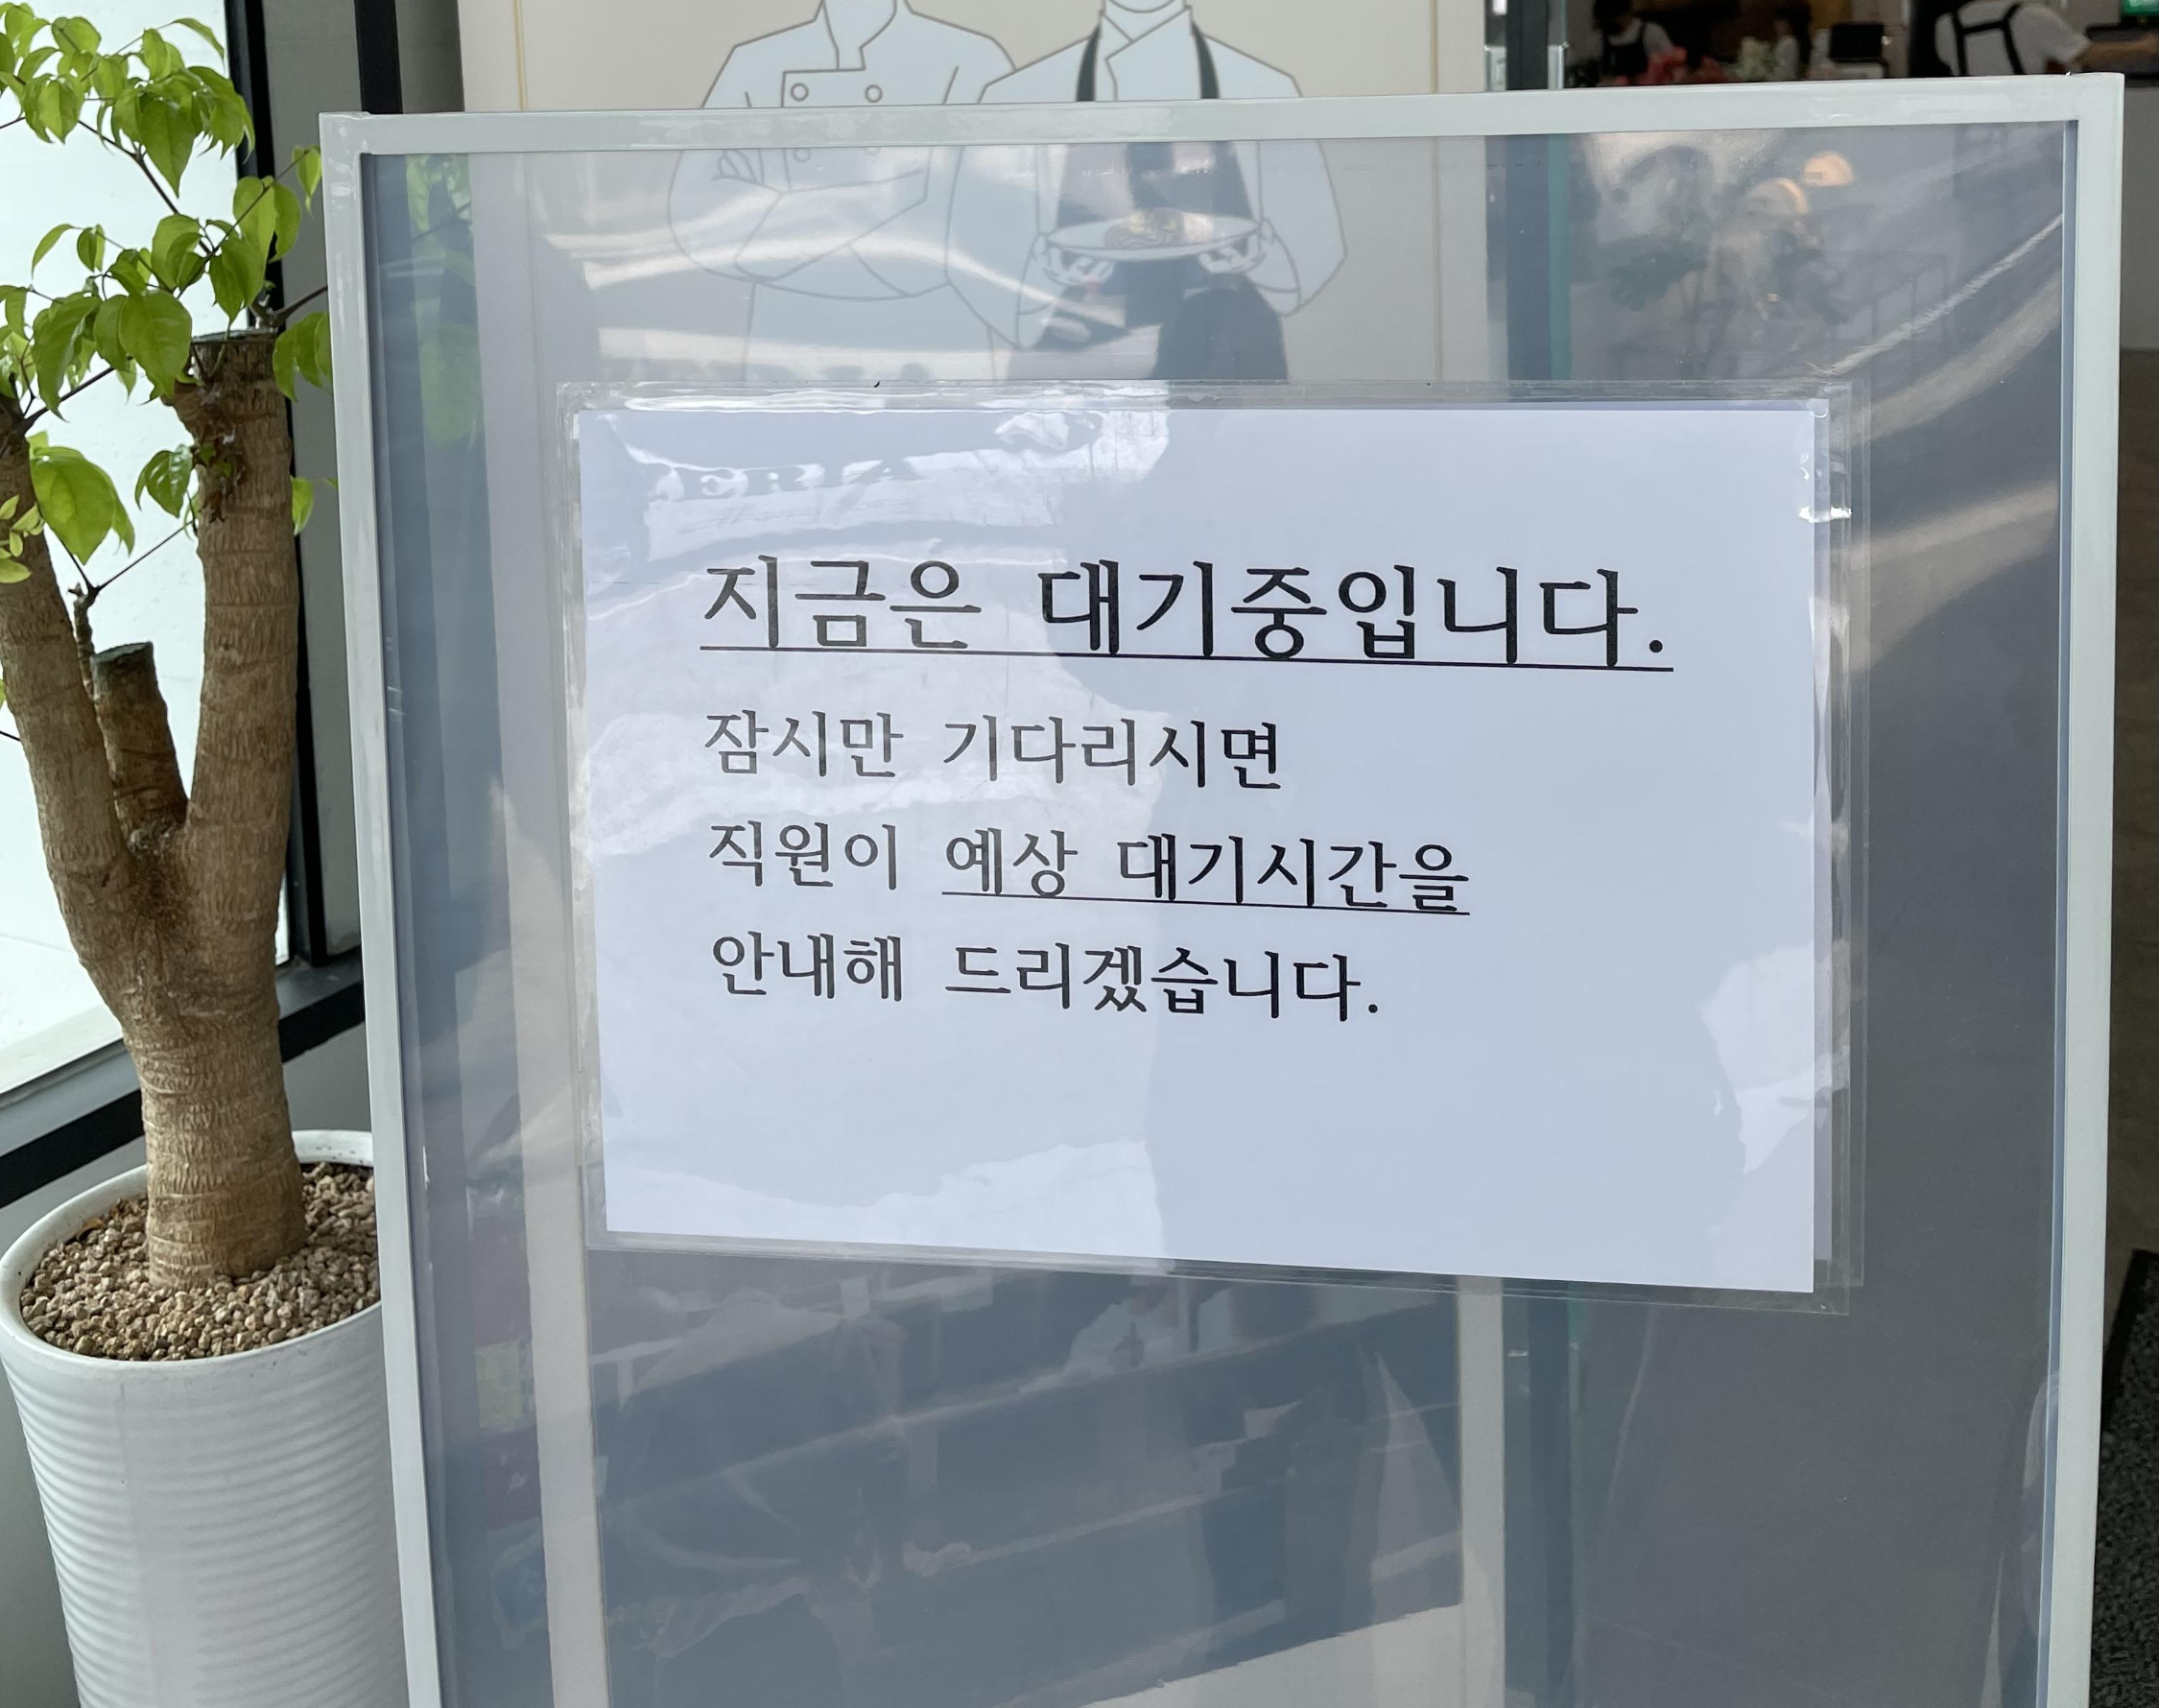 지금은 대기중입니다.
잠시만 기다리시면
직원이 예상 대기시간을
안내해 드리겠습니다.